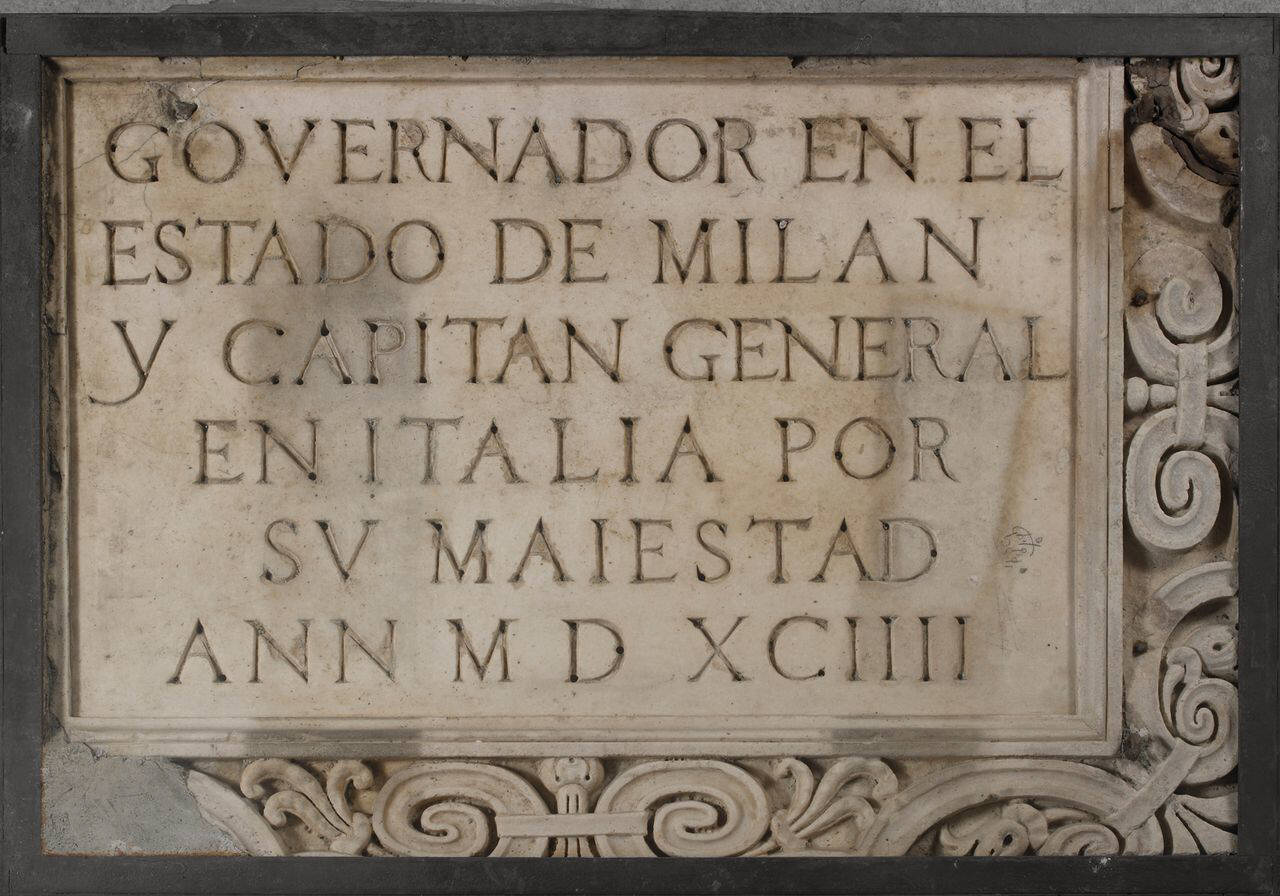 GOVERNADOR EN EL
ESTADO DE MILAN
Y CAPITAN GENERAL
EN ITALIA POR
SV MAIESTAD
ANN M D XCIIII